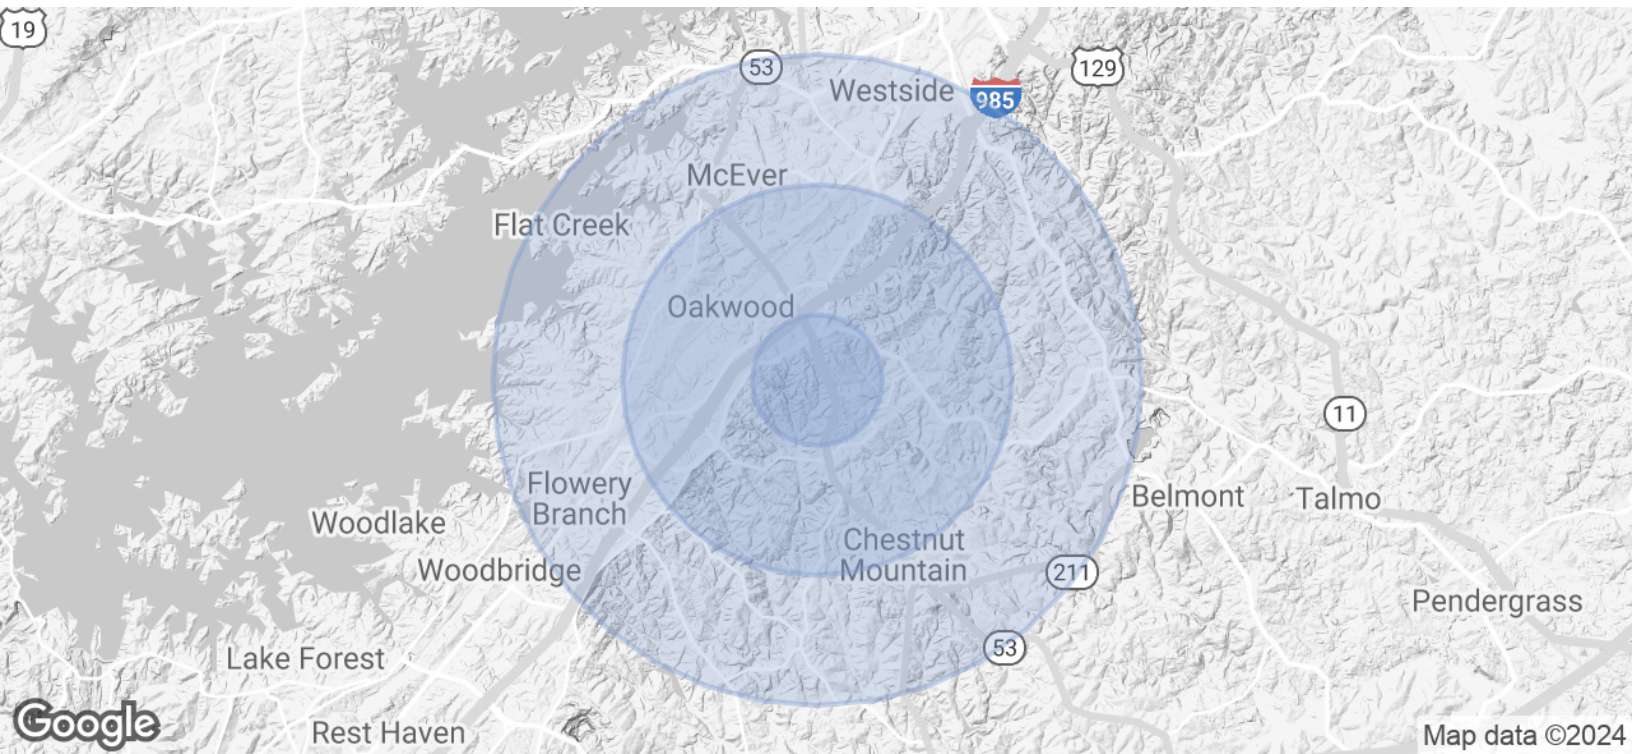 19
53
129
Westside
985
McEver
Flat Creek
Oakwood
11
Flowery
Branch
Belmont
Talmo
Woodlake
Chestnut
Mountain
Woodbridge
211
Pendergrass
53
Lake Forest
Google
Rest Haven
Map data ©2024